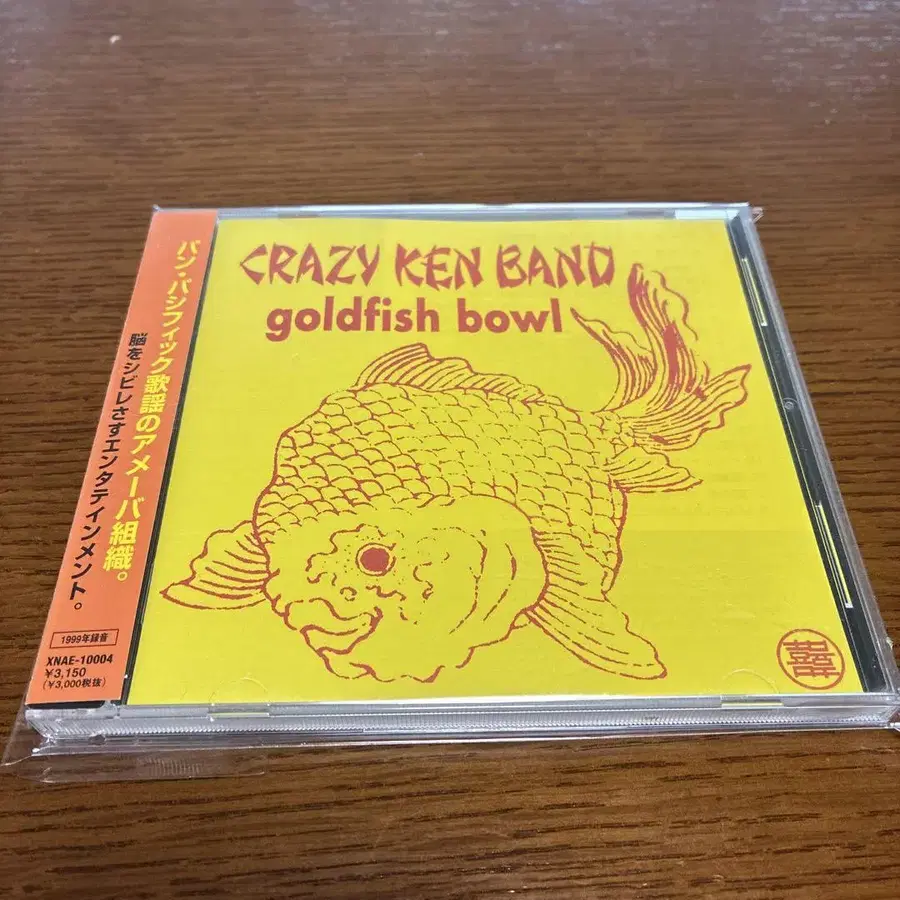 パン・パシフィック歌謡のアメーバ組織。
脳をシビレさすエンタティンメント。
1999年録音
XNAE-10004
¥3,150
(¥3,000税抜)
CRAZY KEN BAND
goldfish bowl
囍